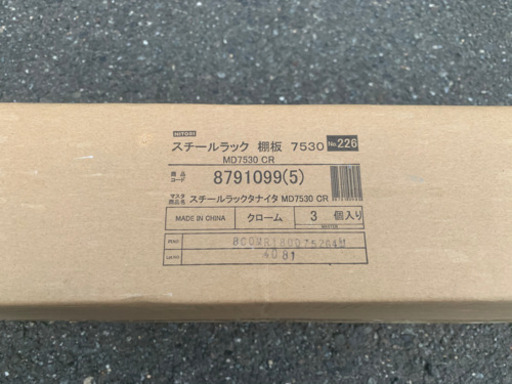 NITORI
スチールラック 棚板 7530 No.226
MD7530 CR
商品コード 8791099(5)
マスタ商品名 スチールラックタナイタ MD7530 CR
MADE IN CHINA クローム 3 個入り
4081